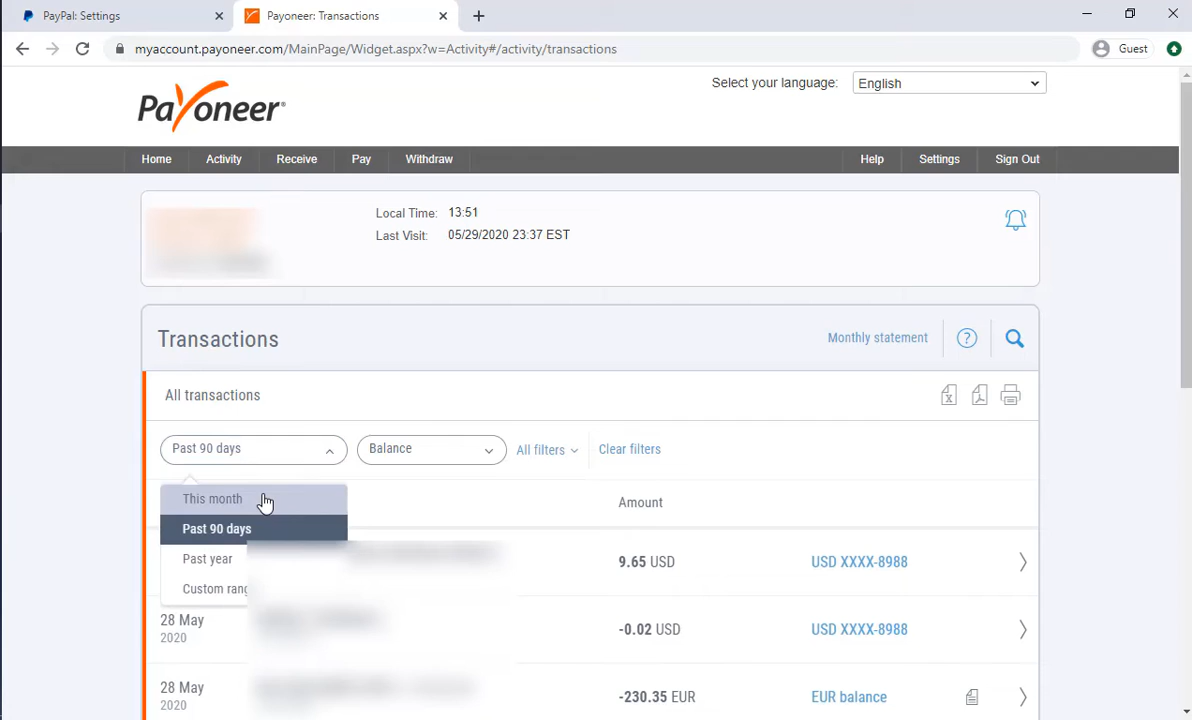 PayPal: Settings
Payoneer: Transactions
myaccount.payoneer.com/MainPage/Widget.aspx?w=Activity#/activity/transactions
Guest
Payoneer
Select your language: English
Home Activity Receive Pay Withdraw Help Settings Sign Out
Local Time: 13:51
Last Visit: 05/29/2020 23:37 EST
Transactions
Monthly statement
?
All transactions
Past 90 days
Balance
All filters
Clear filters
This month
Past 90 days
Past year
Custom rang
Amount
9.65 USD USD XXXX-8988
28 May
2020
-0.02 USD USD XXXX-8988
28 May
2020
-230.35 EUR EUR balance